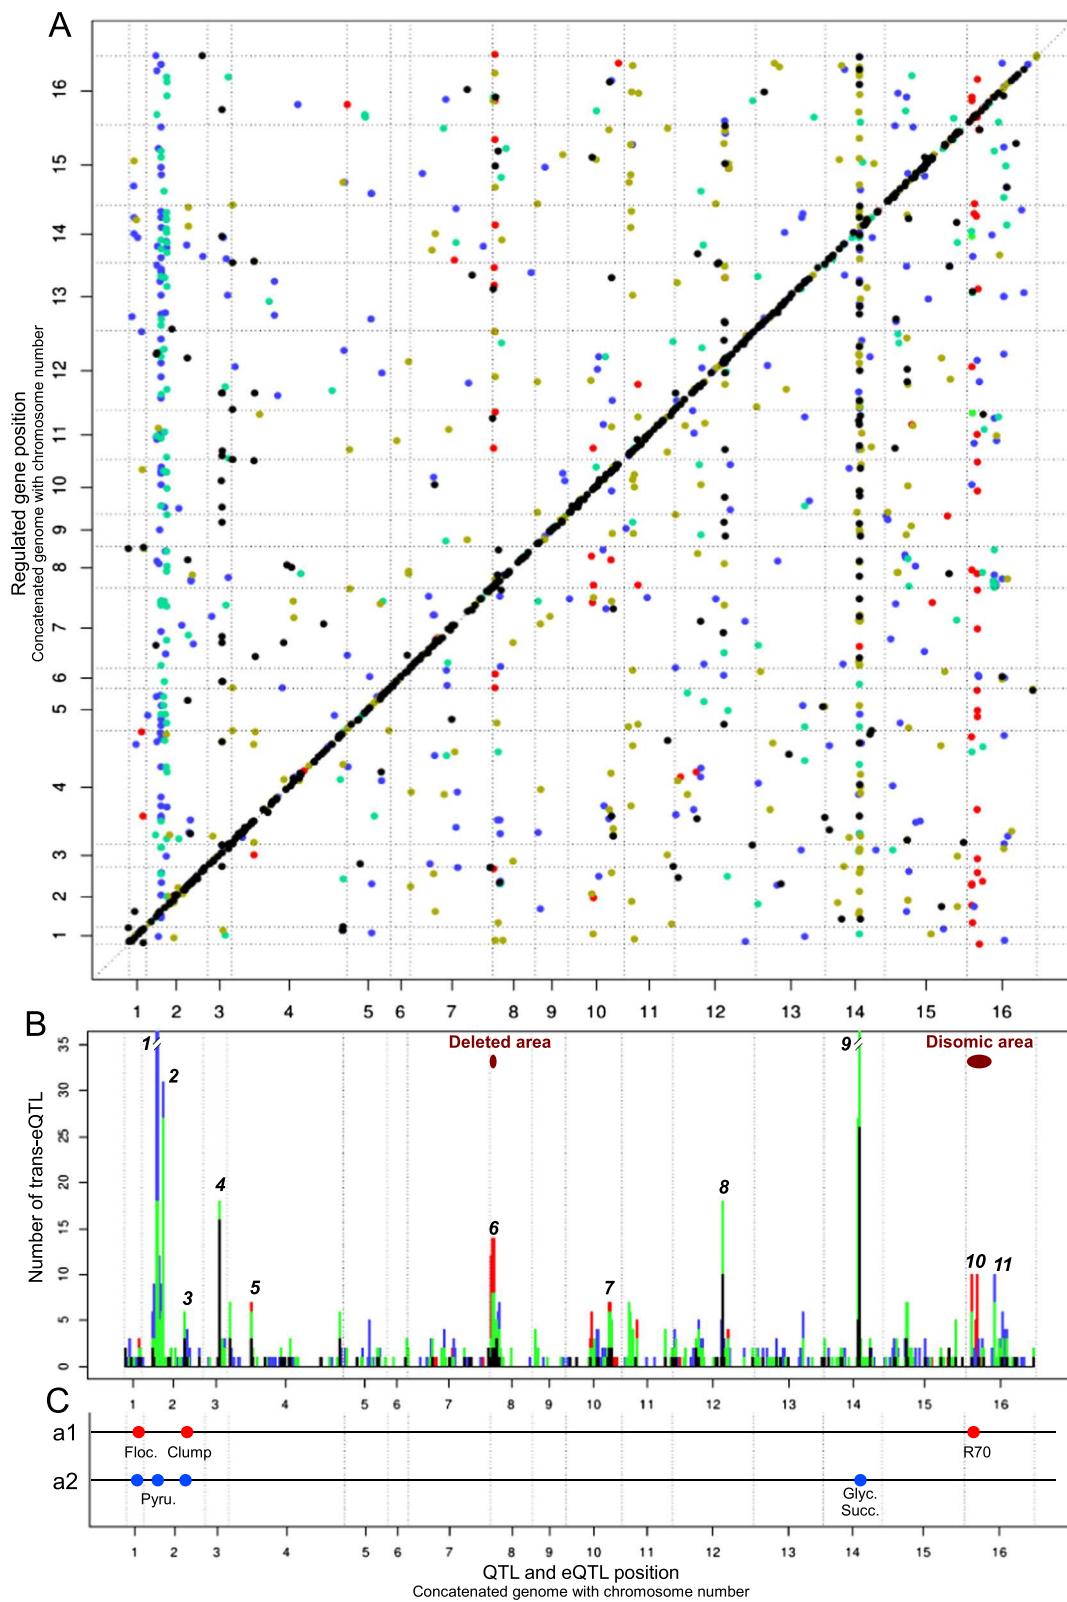 A
Regulated gene position
Concatenated genome with chromosome number
16
15
14
13
12
11
10
9
8
7
6
5
4
3
2
1
1 2 3 4 5 6 7 8 9 10 11 12 13 14 15 16
B
Number of trans-eQTL
35
30
25
20
15
10
5
0
Deleted area
Disomic area
1
2
3
4
5
6
7
8
9
10
11
1 2 3 4 5 6 7 8 9 10 11 12 13 14 15 16
C
a1
Floc. Clump R70
a2
Pyru. Glyc.
Succ.
1 2 3 4 5 6 7 8 9 10 11 12 13 14 15 16
QTL and eQTL position
Concatenated genome with chromosome number